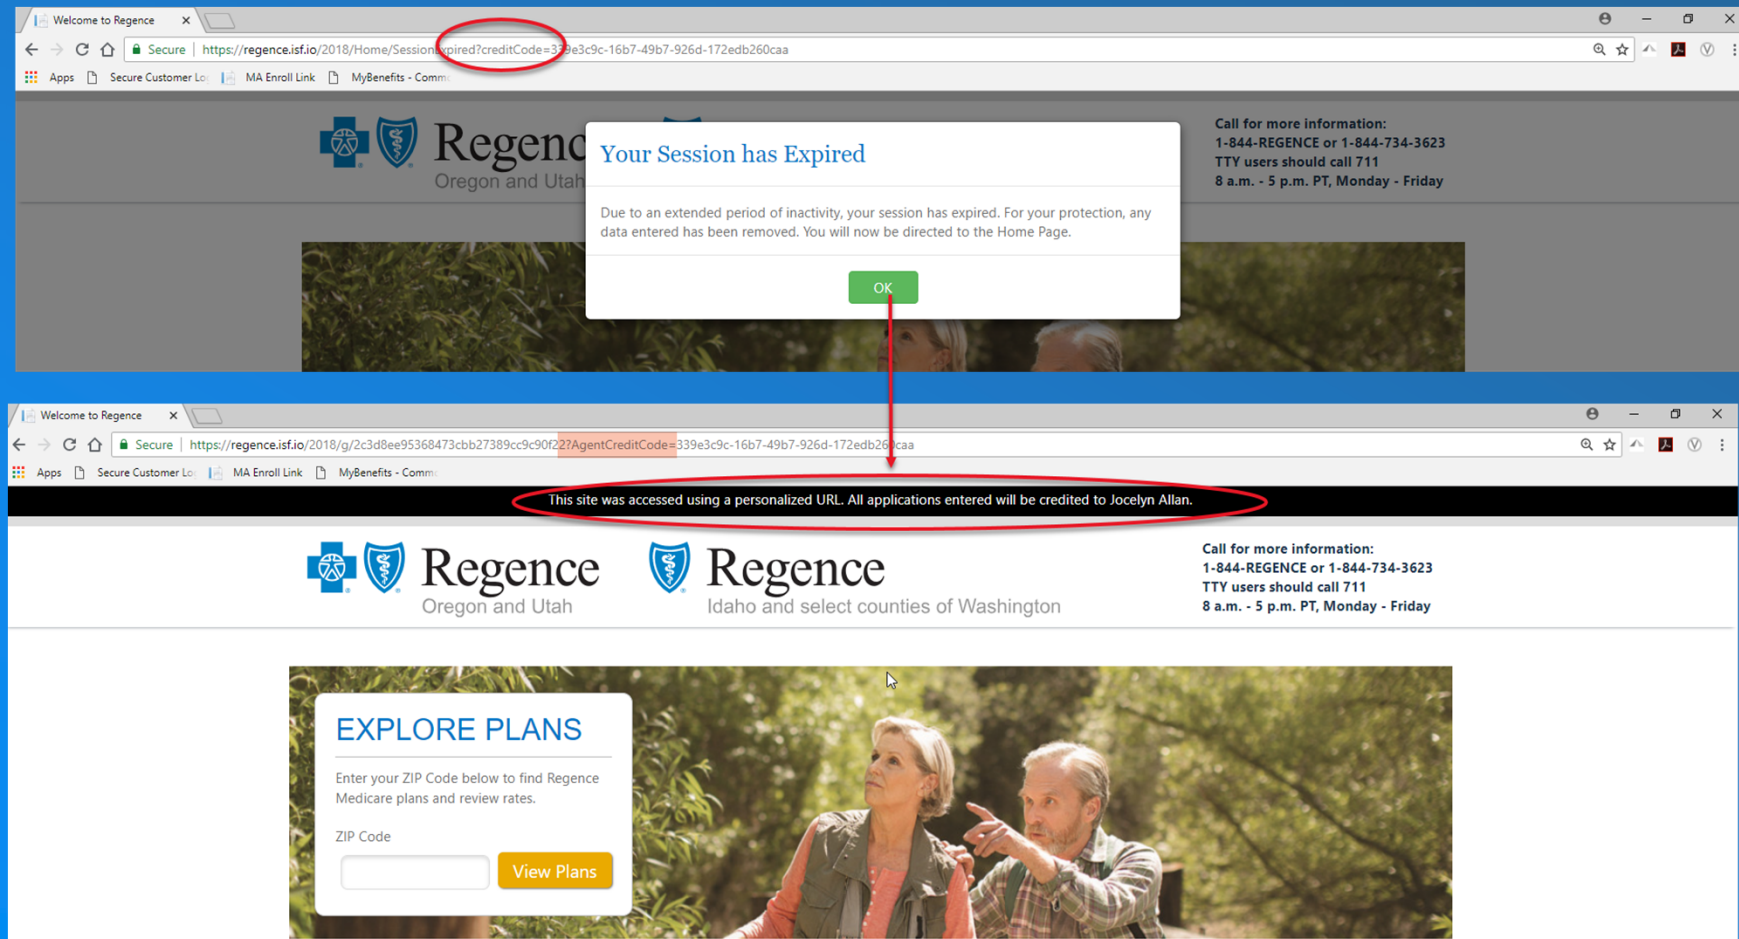 Welcome to Regence
Secure | https://regence.isf.io/2018/Home/SessionExpired?creditCode=339e3c9c-16b7-49b7-926d-172edb260caa
Apps Secure Customer Lo MA Enroll Link MyBenefits - Comm
Regenc
Oregon and Utah
Call for more information:
1-844-REGENCE or 1-844-734-3623
TTY users should call 711
8 a.m. - 5 p.m. PT, Monday - Friday
Your Session has Expired
Due to an extended period of inactivity, your session has expired. For your protection, any
data entered has been removed. You will now be directed to the Home Page.
OK
Welcome to Regence
Secure | https://regence.isf.io/2018/g/2c3d8ee95368473cbb27389cc9c90f22?AgentCreditCode=339e3c9c-16b7-49b7-926d-172edb260caa
Apps Secure Customer Lo MA Enroll Link MyBenefits - Comm
This site was accessed using a personalized URL. All applications entered will be credited to Jocelyn Allan.
Regence
Oregon and Utah
Regence
Idaho and select counties of Washington
Call for more information:
1-844-REGENCE or 1-844-734-3623
TTY users should call 711
8 a.m. - 5 p.m. PT, Monday - Friday
EXPLORE PLANS
Enter your ZIP Code below to find Regence
Medicare plans and review rates.
ZIP Code
View Plans